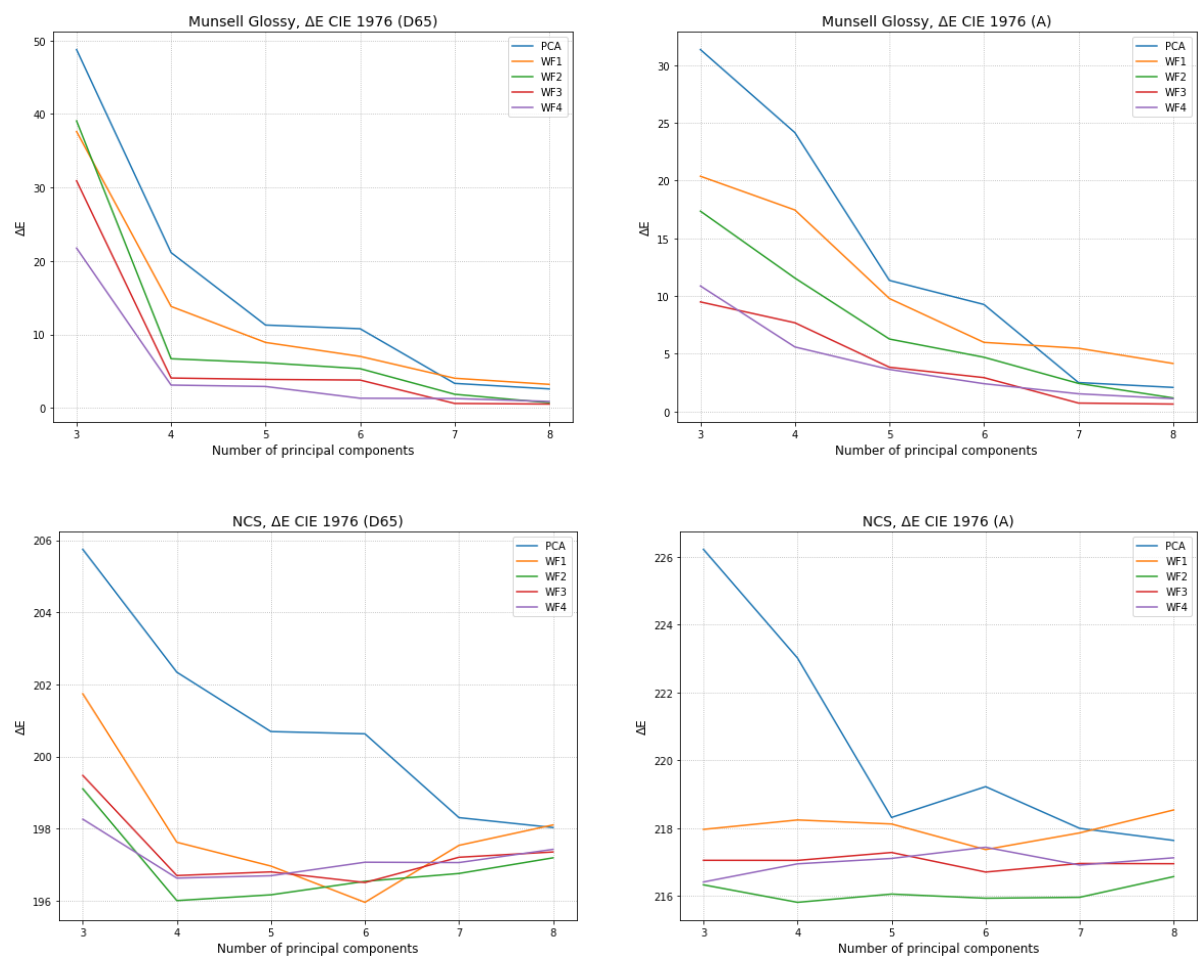 Munsell Glossy, ΔE CIE 1976 (D65)
50
40
30
20
10
0
ΔE
3 4 5 6 7 8
Number of principal components
PCA
WF1
WF2
WF3
WF4
Munsell Glossy, ΔE CIE 1976 (A)
30
25
20
15
10
5
0
ΔE
3 4 5 6 7 8
Number of principal components
PCA
WF1
WF2
WF3
WF4
NCS, ΔE CIE 1976 (D65)
206
204
202
200
198
196
ΔE
3 4 5 6 7 8
Number of principal components
PCA
WF1
WF2
WF3
WF4
NCS, ΔE CIE 1976 (A)
226
224
222
220
218
216
ΔE
3 4 5 6 7 8
Number of principal components
PCA
WF1
WF2
WF3
WF4